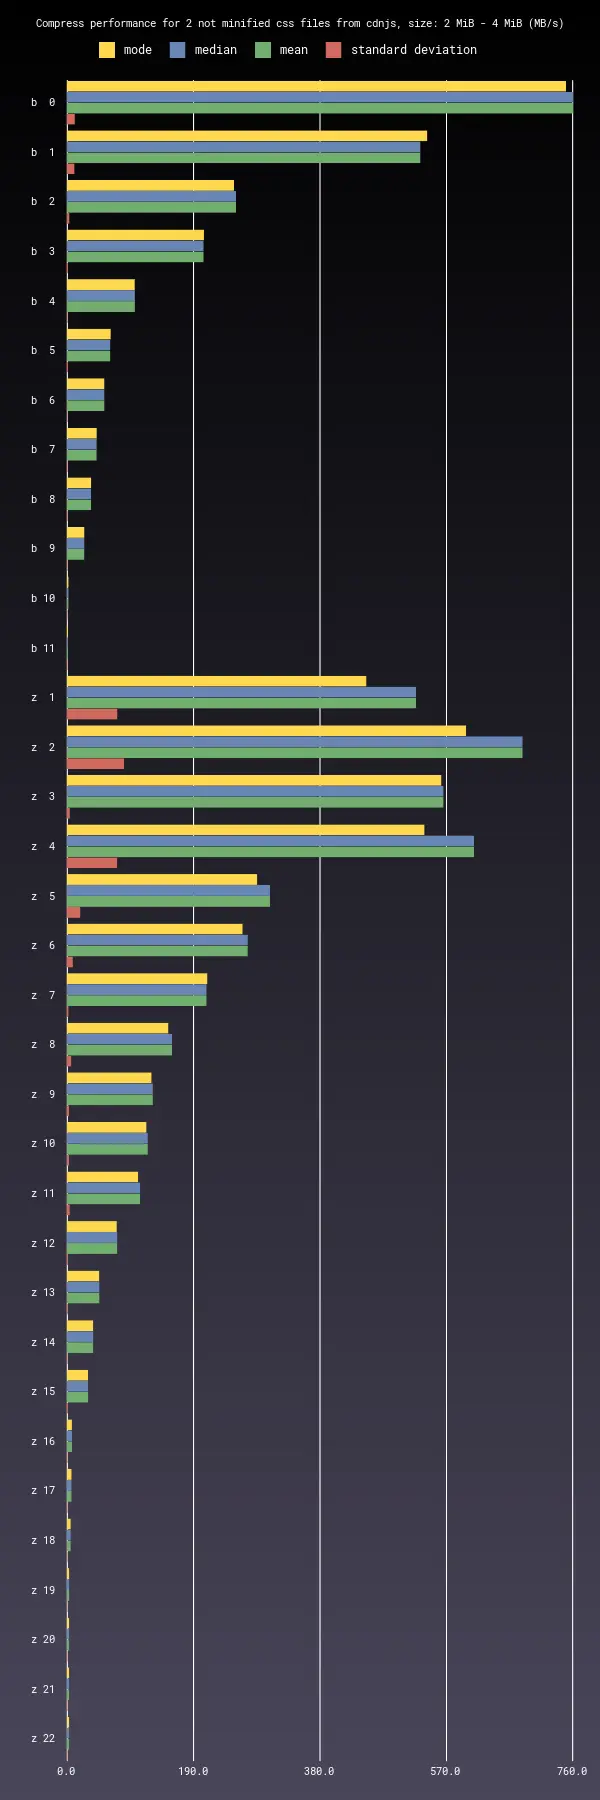 Compress performance for 2 not minified css files from cdnjs, size: 2 MiB - 4 MiB (MB/s)
mode median mean standard deviation
b 0
b 1
b 2
b 3
b 4
b 5
b 6
b 7
b 8
b 9
b 10
b 11
z 1
z 2
z 3
z 4
z 5
z 6
z 7
z 8
z 9
z 10
z 11
z 12
z 13
z 14
z 15
z 16
z 17
z 18
z 19
z 20
z 21
z 22
0.0 190.0 380.0 570.0 760.0